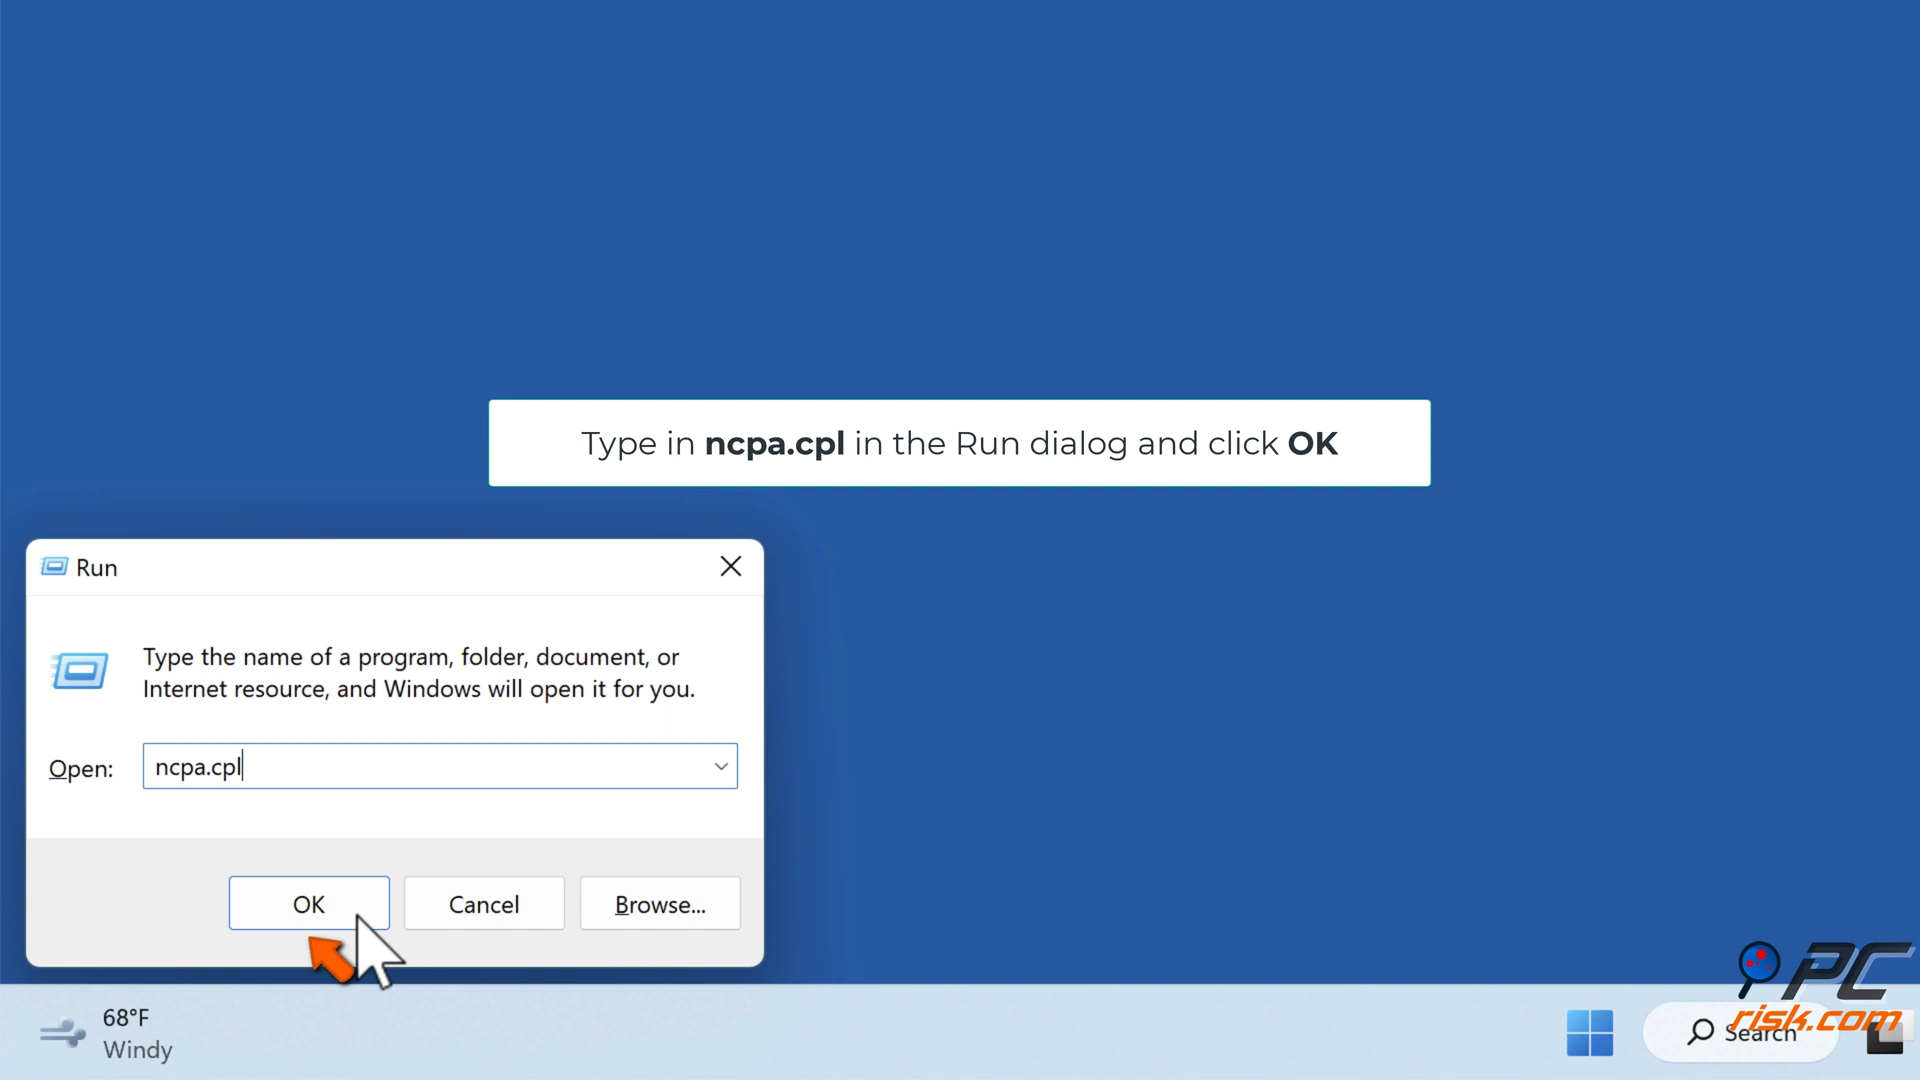 Type in ncpa.cpl in the Run dialog and click OK
Run
Type the name of a program, folder, document, or
Internet resource, and Windows will open it for you.
Open: ncpa.cpl
OK Cancel Browse...
68°F
Windy
Search
PC
risk.com